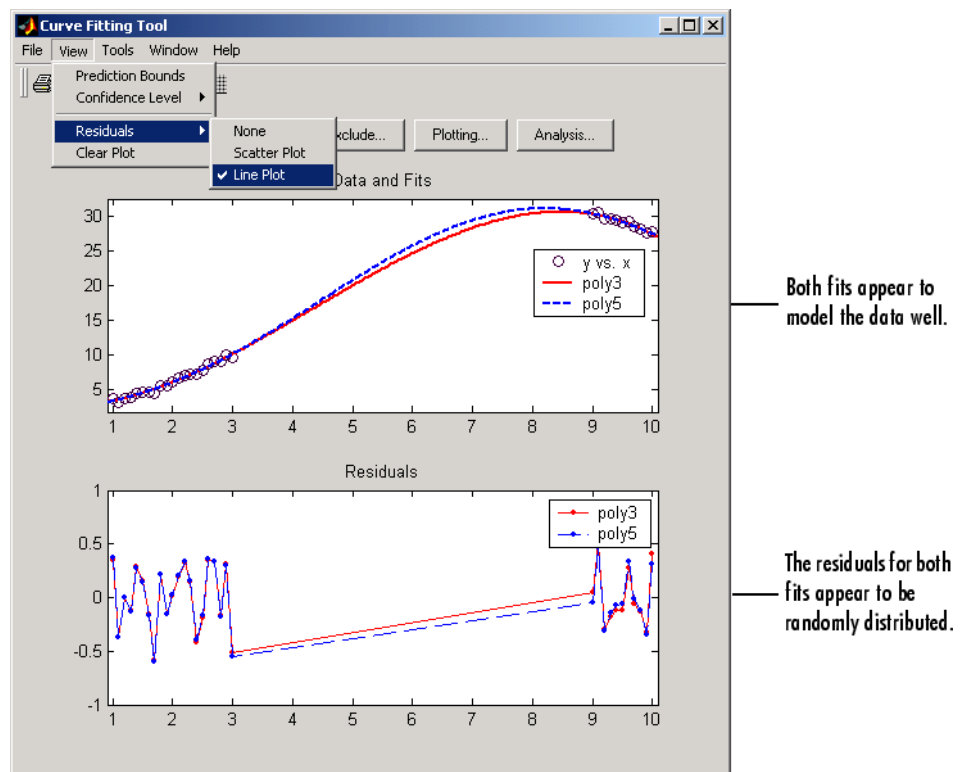 Curve Fitting Tool
File View Tools Window Help
Prediction Bounds
Confidence Level
Residuals
Clear Plot
None
Scatter Plot
Line Plot
Plotting...
Analysis...
Data and Fits
30
25
20
15
10
5
1 2 3 4 5 6 7 8 9 10
y vs. x
poly3
poly5
Both fits appear to
model the data well.
Residuals
1
0.5
0
-0.5
-1
1 2 3 4 5 6 7 8 9 10
poly3
poly5
The residuals for both
fits appear to be
randomly distributed.